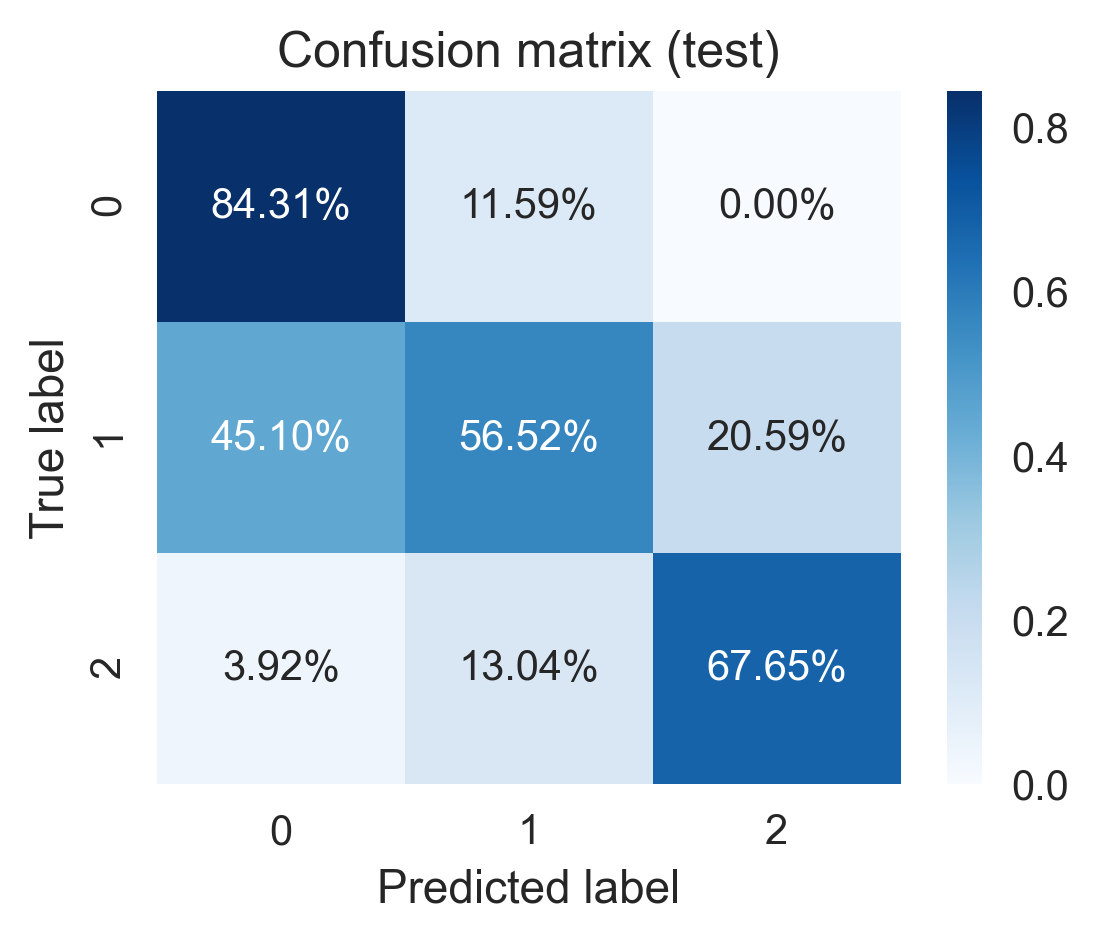 Confusion matrix (test)
True label
0
84.31% 11.59% 0.00%
1
45.10% 56.52% 20.59%
2
3.92% 13.04% 67.65%
0 1 2
Predicted label
0.8
0.6
0.4
0.2
0.0